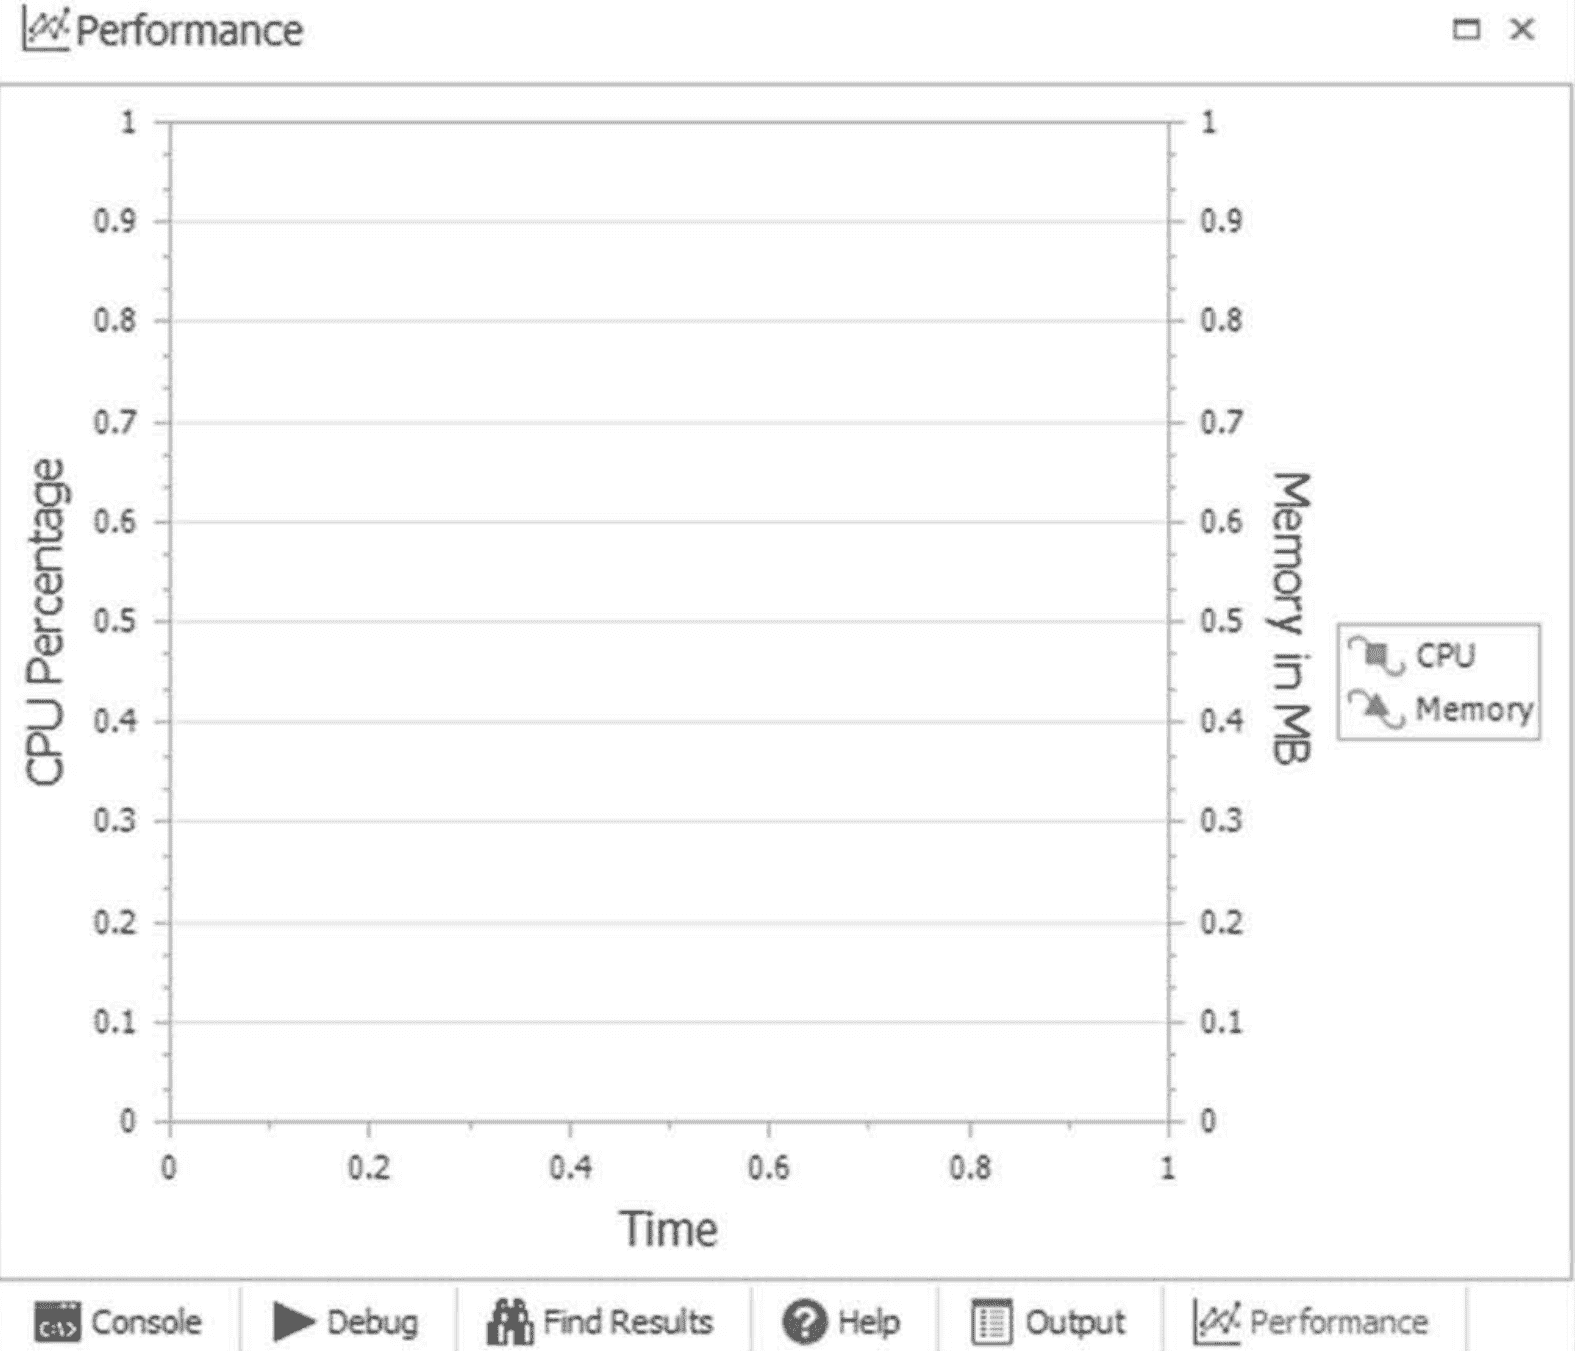 Performance
1 1
0.9 0.9
0.8 0.8
0.7 0.7
0.6 0.6
0.5 0.5
0.4 0.4
0.3 0.3
0.2 0.2
0.1 0.1
0 0
CPU Percentage
Memory in MB
CPU
Memory
0 0.2 0.4 0.6 0.8 1
Time
C:\> Console Debug Find Results Help Output Performance